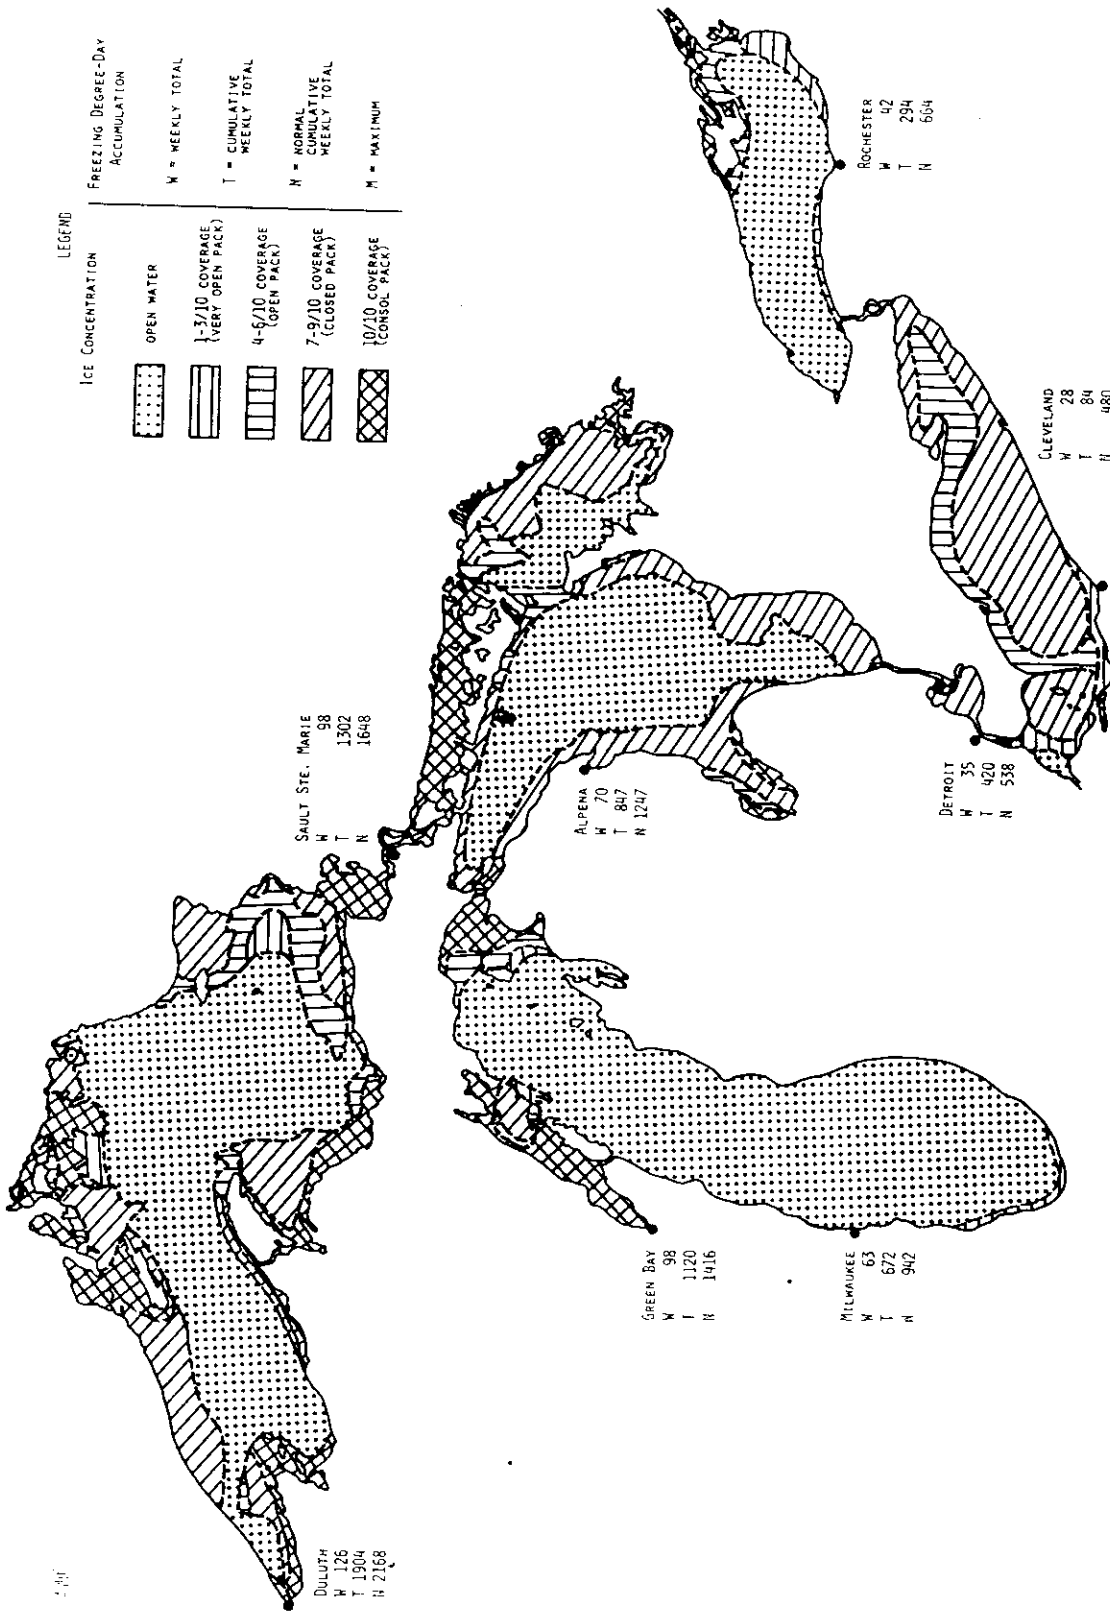 LEGEND
ICE CONCENTRATION
OPEN WATER
1-3/10 COVERAGE
(VERY OPEN PACK)
4-6/10 COVERAGE
(OPEN PACK)
7-9/10 COVERAGE
(CLOSED PACK)
10/10 COVERAGE
(CONSOL PACK)
FREEZING DEGREE-DAY
ACCUMULATION
W = WEEKLY TOTAL
T = CUMULATIVE
WEEKLY TOTAL
N = NORMAL
CUMULATIVE
WEEKLY TOTAL
M = MAXIMUM
DULUTH
W 126
T 1904
N 2168
SAULT STE. MARIE
W 98
T 1302
N 1648
GREEN BAY
W 98
T 1120
N 1416
MILWAUKEE
W 63
T 672
N 942
ALPENA
W 70
T 847
N 1247
DETROIT
W 35
T 420
N 538
CLEVELAND
W 28
T 84
N 480
ROCHESTER
W 42
T 294
N 664